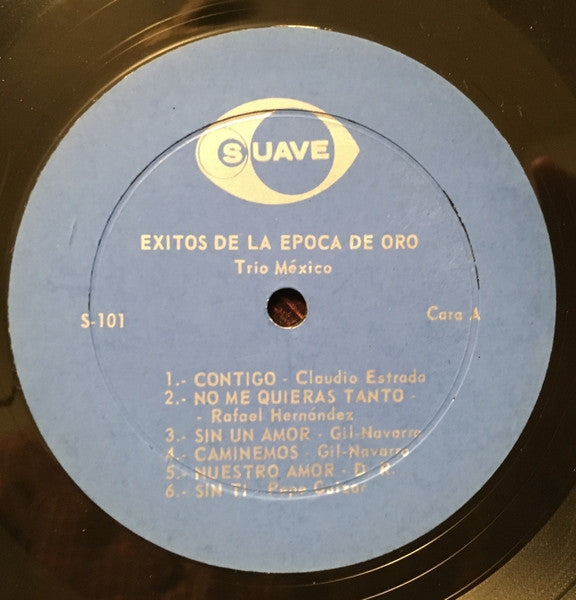 SUAVE
EXITOS DE LA EPOCA DE ORO
Trio México
S-101
Cara A
1.- CONTIGO - Claudio Estrada
2.- NO ME QUIERAS TANTO -
- Rafael Hernández
3.- SIN UN AMOR - Gil-Navarro
4.- CAMINEMOS - Gil-Navarro
5.- NUESTRO AMOR - D. R.
6.- SIN TI - Pepe Guizar